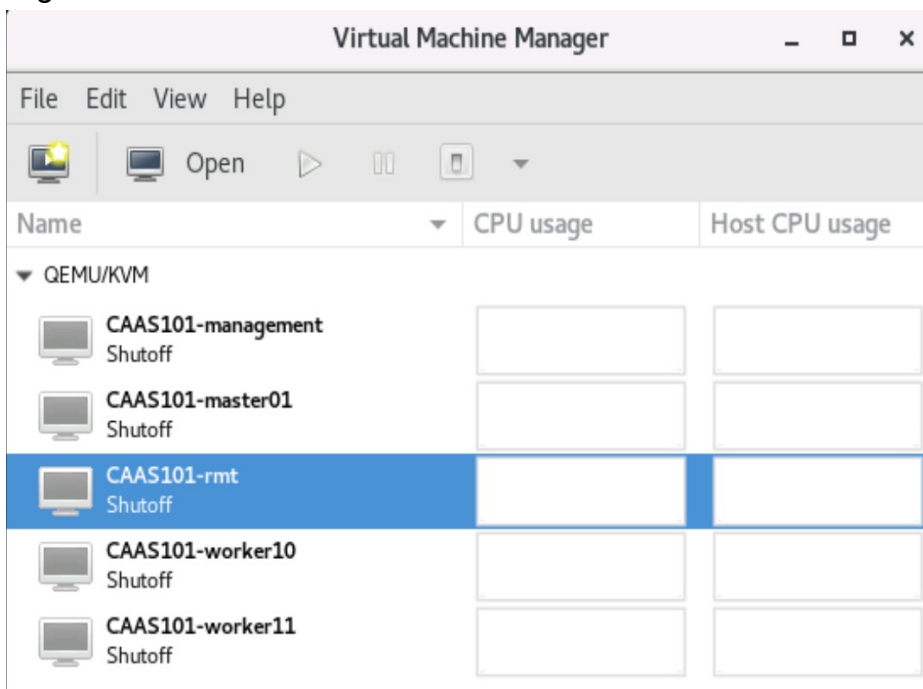 Virtual Machine Manager
File Edit View Help
Open
Name CPU usage Host CPU usage
QEMU/KVM
CAAS101-management
Shutoff
CAAS101-master01
Shutoff
CAAS101-rmt
Shutoff
CAAS101-worker10
Shutoff
CAAS101-worker11
Shutoff